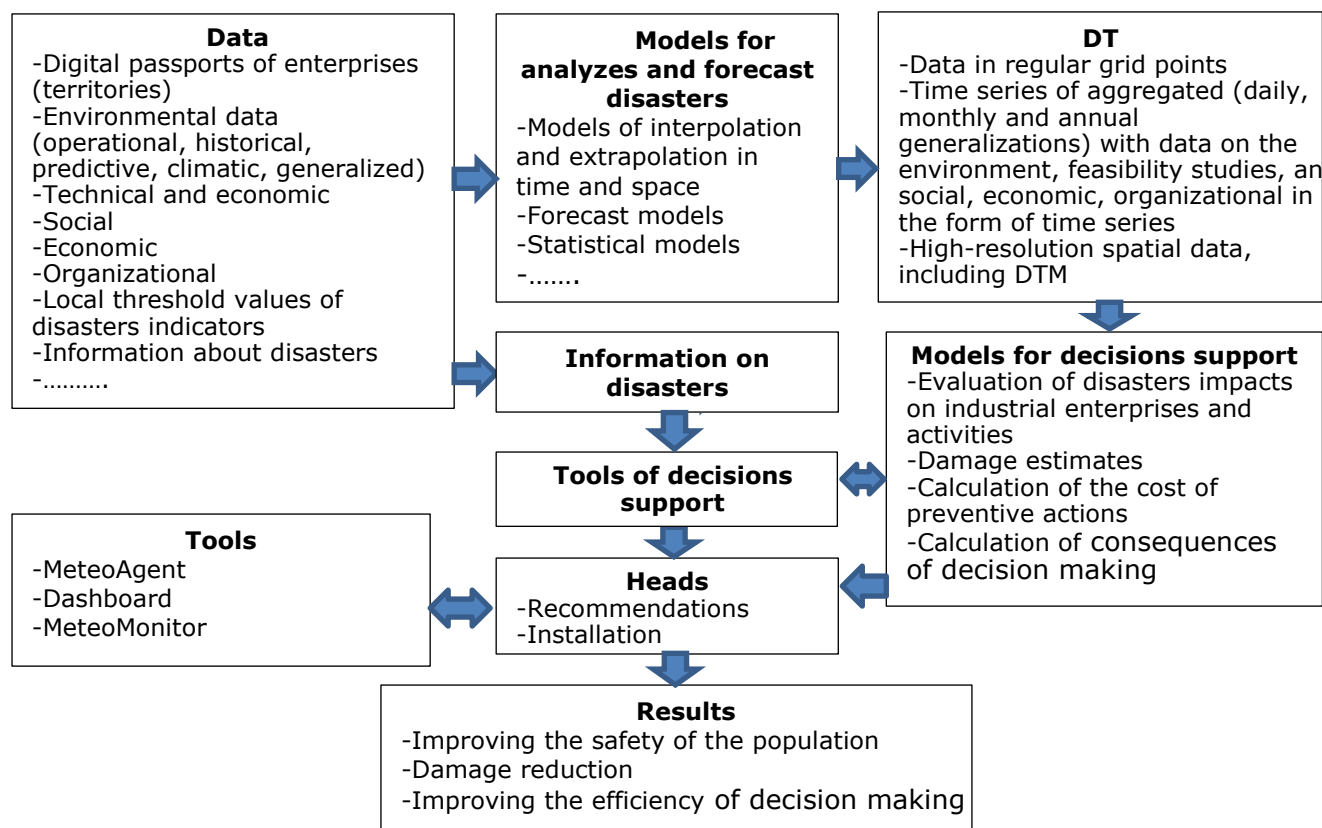 Data
-Digital passports of enterprises
(territories)
-Environmental data
(operational, historical,
predictive, climatic, generalized)
-Technical and economic
-Social
-Economic
-Organizational
-Local threshold values of
disasters indicators
-Information about disasters
-……….
Models for
analyzes and forecast
disasters
-Models of interpolation
and extrapolation in
time and space
-Forecast models
-Statistical models
-…….
DT
-Data in regular grid points
-Time series of aggregated (daily,
monthly and annual
generalizations) with data on the
environment, feasibility studies, an
social, economic, organizational in
the form of time series
-High-resolution spatial data,
including DTM
Information on
disasters
Models for decisions support
-Evaluation of disasters impacts
on industrial enterprises and
activities
-Damage estimates
-Calculation of the cost of
preventive actions
-Calculation of consequences
of decision making
Tools of decisions
support
Tools
-MeteoAgent
-Dashboard
-MeteoMonitor
Heads
-Recommendations
-Installation
Results
-Improving the safety of the population
-Damage reduction
-Improving the efficiency of decision making